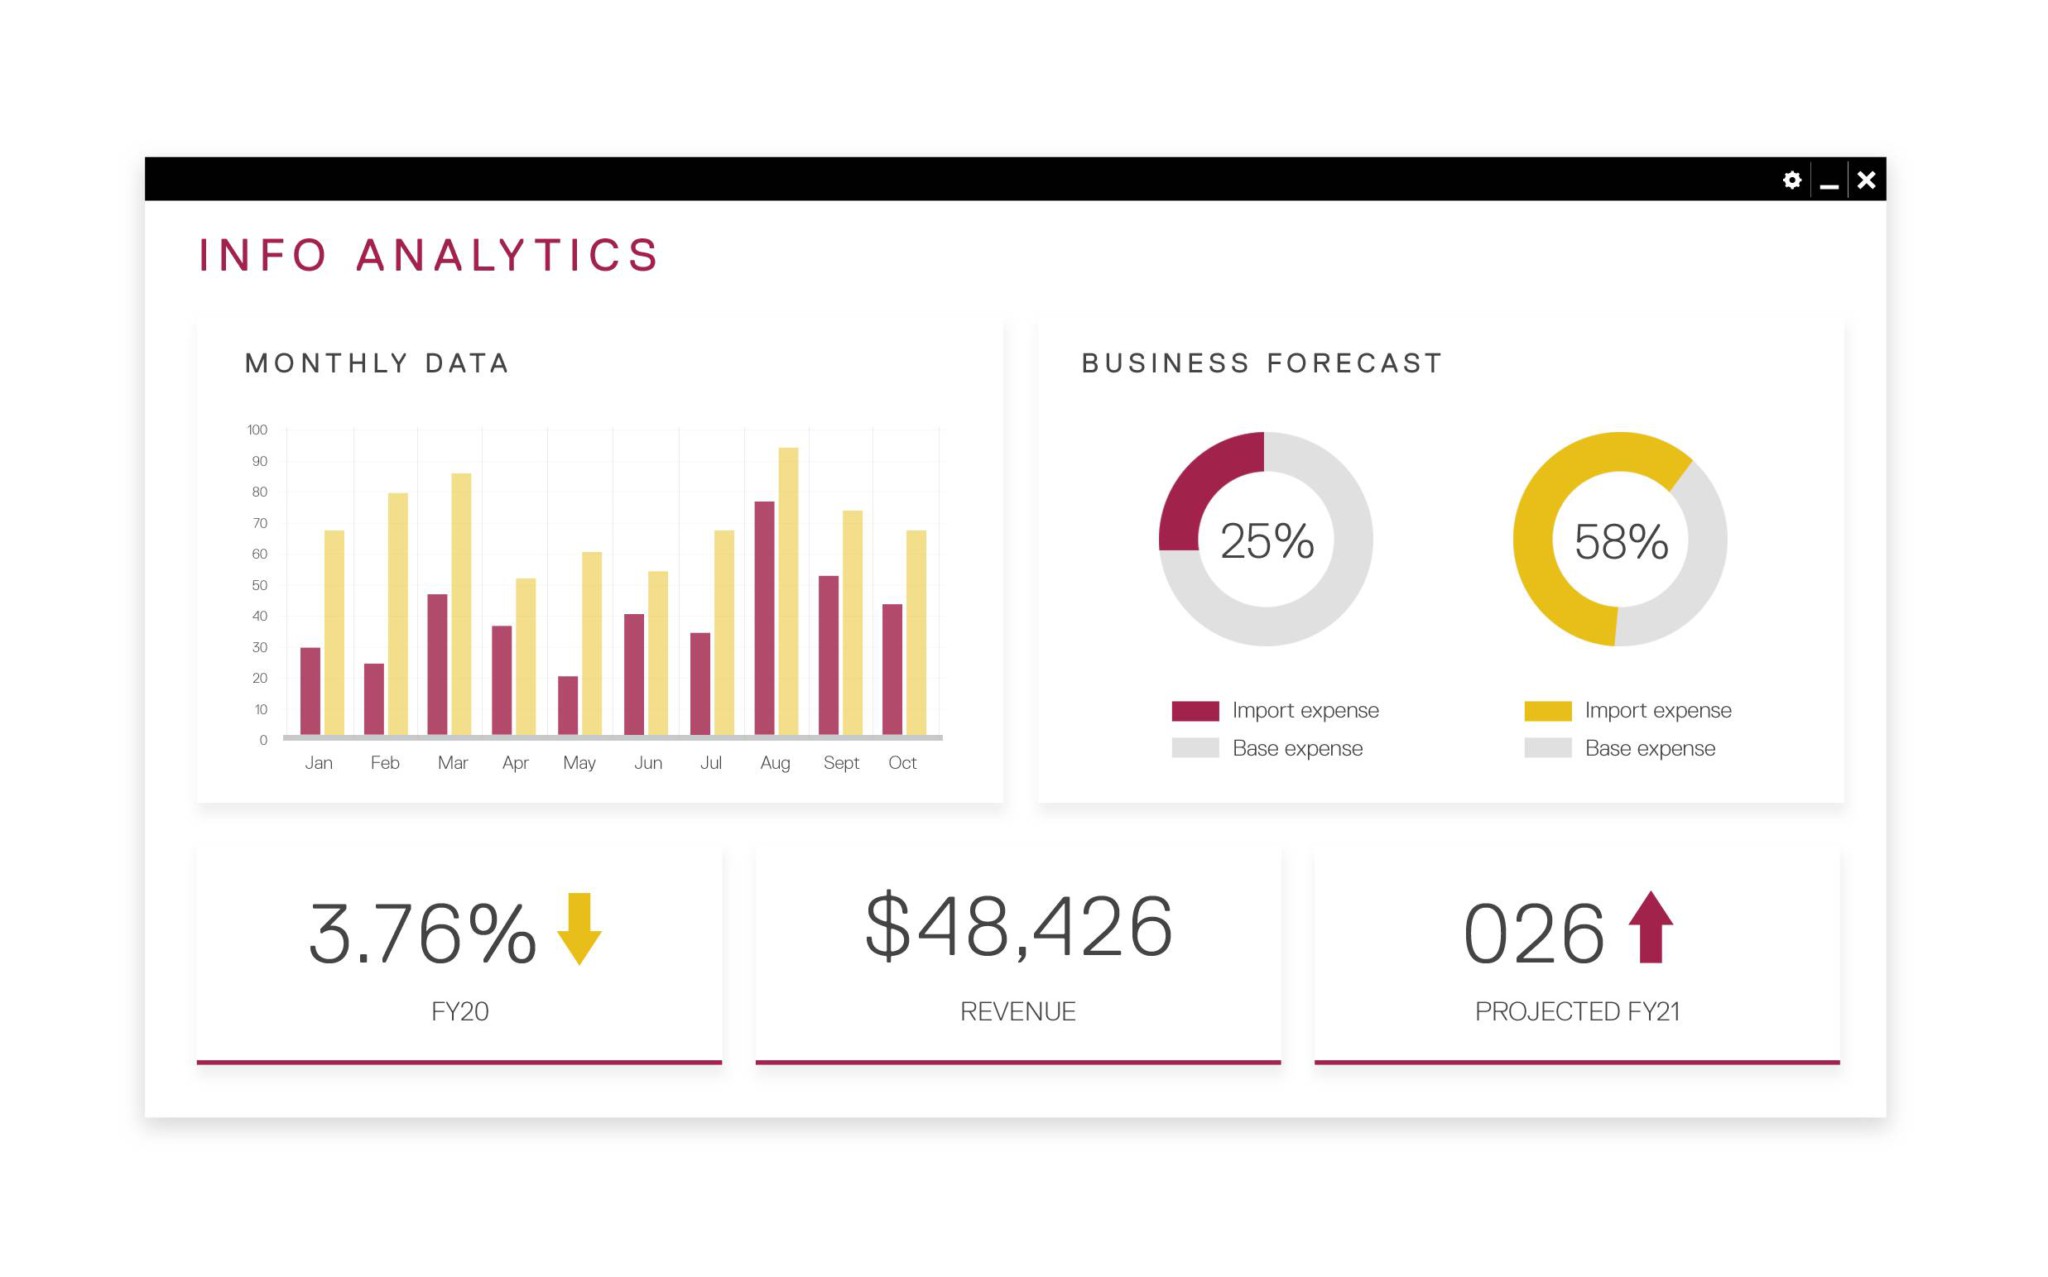 INFO ANALYTICS
MONTHLY DATA
100
90
80
70
60
50
40
30
20
10
0
Jan Feb Mar Apr May Jun Jul Aug Sept Oct
BUSINESS FORECAST
25%
58%
Import expense
Base expense
Import expense
Base expense
3.76%
FY20
$48,426
REVENUE
026
PROJECTED FY21